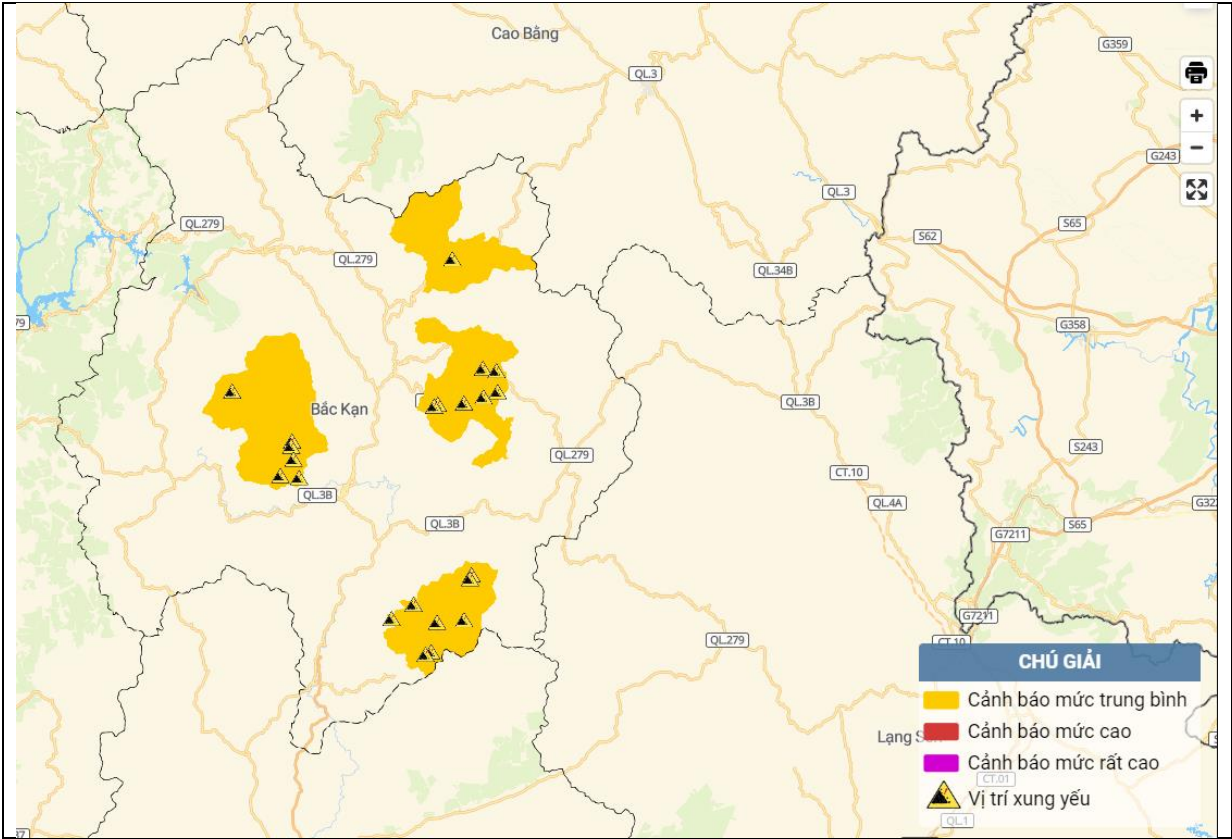 Cao Bằng
G359
QL.3
+
G243
−
QL.3
QL.279
S65
S62
QL.279
QL.34B
79
G358
QL.3B
Bắc Kạn
S243
QL.279
CT.10
QL.3B
QL.4A
S65
QL.3B
G7211
G7211
QL.279
CT.10
CHÚ GIẢI
Cảnh báo mức trung bình
Cảnh báo mức cao
Lạng
Cảnh báo mức rất cao
CT.01
Vị trí xung yếu
QL.1
37